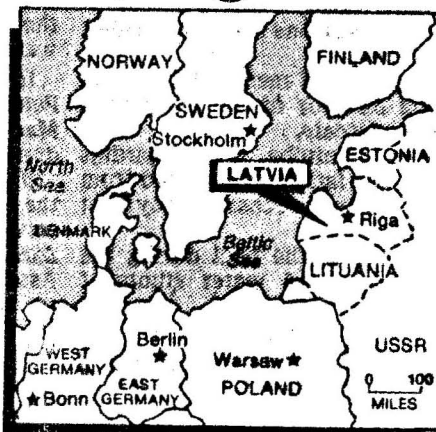 NORWAY
FINLAND
SWEDEN
Stockholm
ESTONIA
North
Sea
LATVIA
Riga
DENMARK
Baltic
Sea
LITUANIA
Berlin
WEST
GERMANY
Warsaw
USSR
EAST
GERMANY
POLAND
0 100
Bonn
MILES